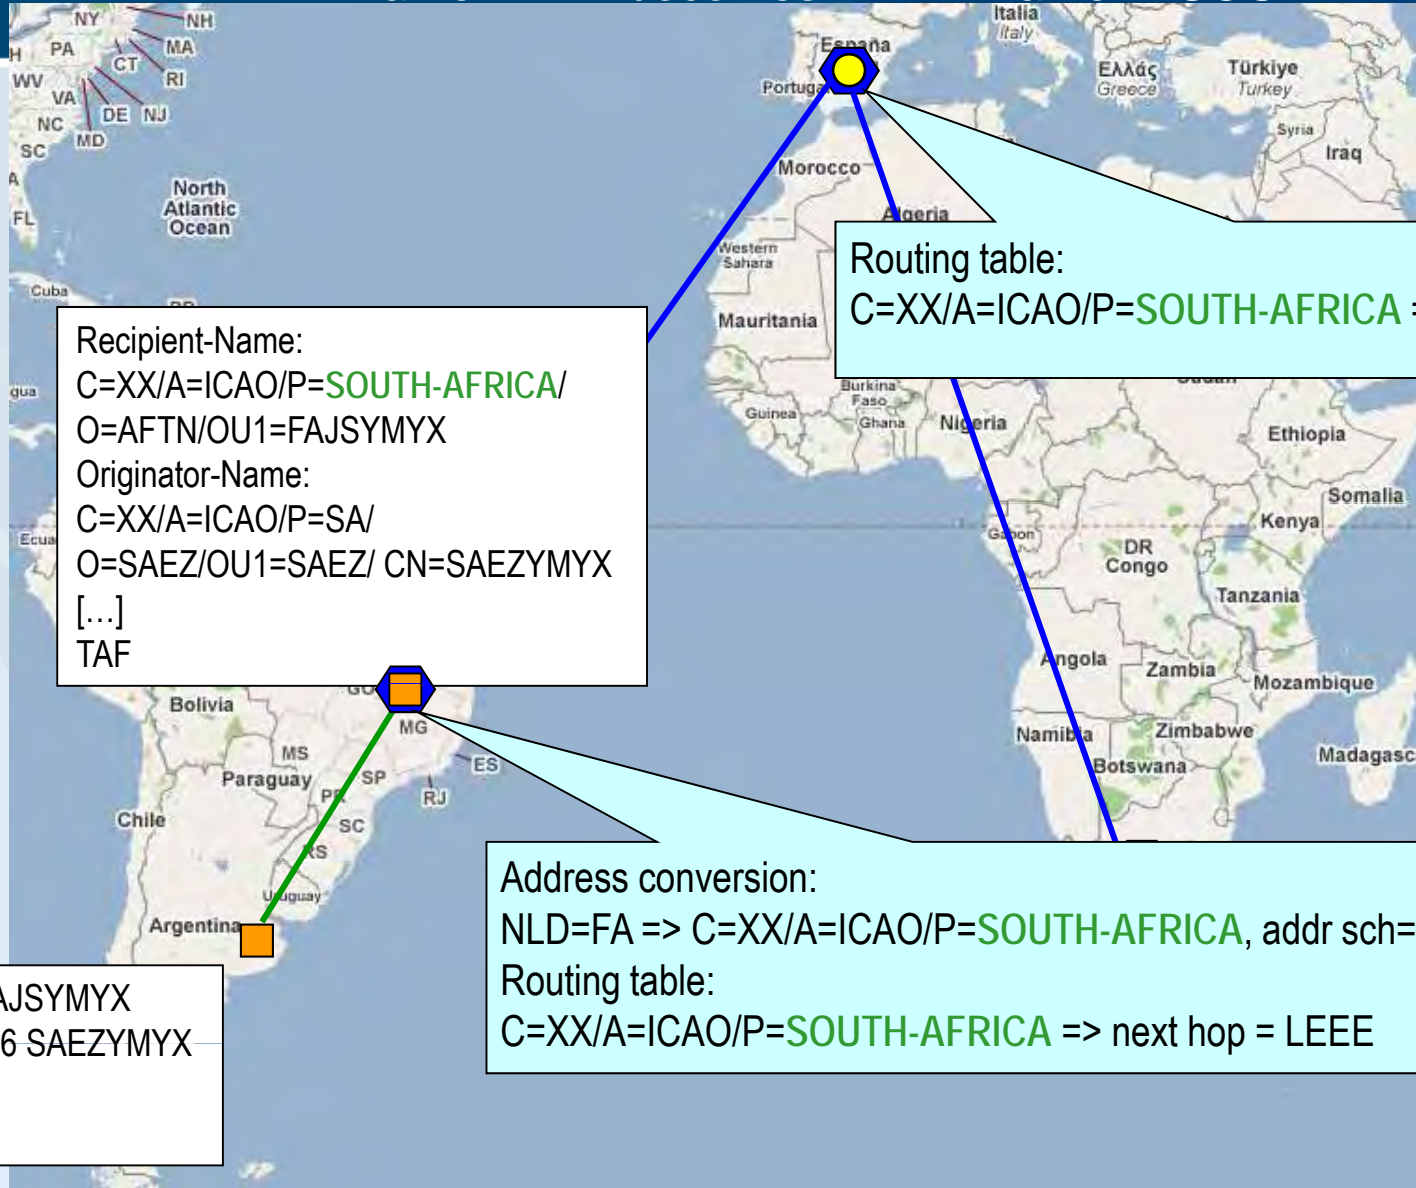 NY
NH
PA
MA
CT
RI
WV
VA
DE
NJ
NC
MD
SC
FL
North
Atlantic
Ocean
Cuba
Italia
Italy
España
Ελλάς
Greece
Türkiye
Turkey
Syria
Iraq
Morocco
Algeria
Western
Sahara
Mauritania
Routing table:
C=XX/A=ICAO/P=SOUTH-AFRICA =
Recipient-Name:
C=XX/A=ICAO/P=SOUTH-AFRICA/
O=AFTN/OU1=FAJSYMYX
Originator-Name:
C=XX/A=ICAO/P=SA/
O=SAEZ/OU1=SAEZ/ CN=SAEZYMYX
[…]
TAF
Burkina
Faso
Guinea
Ghana
Nigeria
Ethiopia
Somalia
Kenya
Gabon
DR
Congo
Tanzania
Angola
Zambia
Mozambique
Namibia
Zimbabwe
Botswana
Bolivia
MG
MS
ES
Paraguay
SP
PR
RJ
Chile
SC
RS
Uruguay
Argentina
Address conversion:
NLD=FA => C=XX/A=ICAO/P=SOUTH-AFRICA, addr sch=
Routing table:
C=XX/A=ICAO/P=SOUTH-AFRICA => next hop = LEEE
AJSYMYX
6 SAEZYMYX